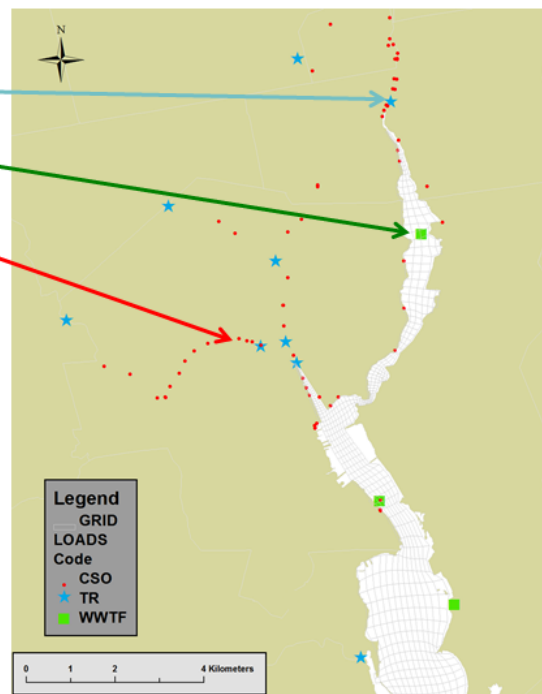 N
Legend
GRID
LOADS
Code
CSO
TR
WWTF
0 1 2 4 Kilometers